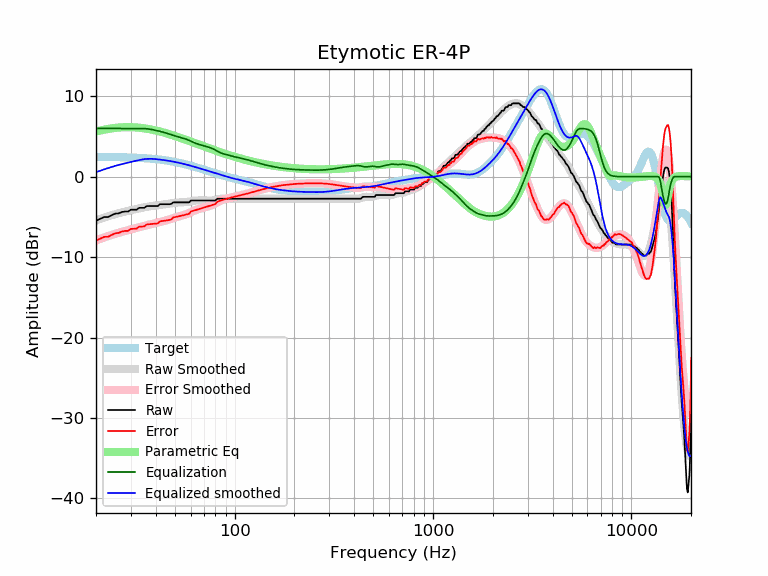 Etymotic ER-4P
10
0
−10
−20
−30
−40
Amplitude (dBr)
Target
Raw Smoothed
Error Smoothed
Raw
Error
Parametric Eq
Equalization
Equalized smoothed
100
1000
10000
Frequency (Hz)